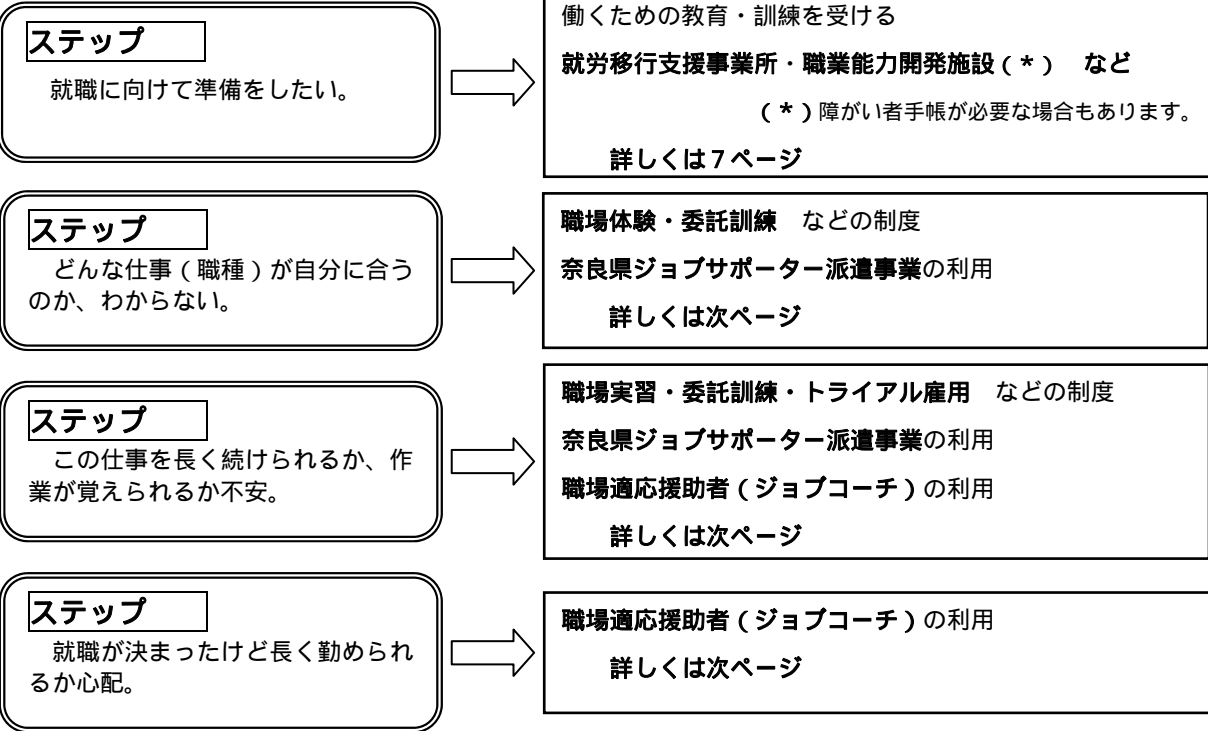 ステップ
就職に向けて準備をしたい。
働くための教育・訓練を受ける
就労移行支援事業所・職業能力開発施設(＊)　など
(＊)障がい者手帳が必要な場合もあります。
詳しくは７ページ
ステップ
どんな仕事(職種)が自分に合う
のか、わからない。
職場体験・委託訓練　などの制度
奈良県ジョブサポーター派遣事業の利用
詳しくは次ページ
ステップ
この仕事を長く続けられるか、作
業が覚えられるか不安。
職場実習・委託訓練・トライアル雇用　などの制度
奈良県ジョブサポーター派遣事業の利用
職場適応援助者(ジョブコーチ)の利用
詳しくは次ページ
ステップ
就職が決まったけど長く勤められ
るか心配。
職場適応援助者(ジョブコーチ)の利用
詳しくは次ページ